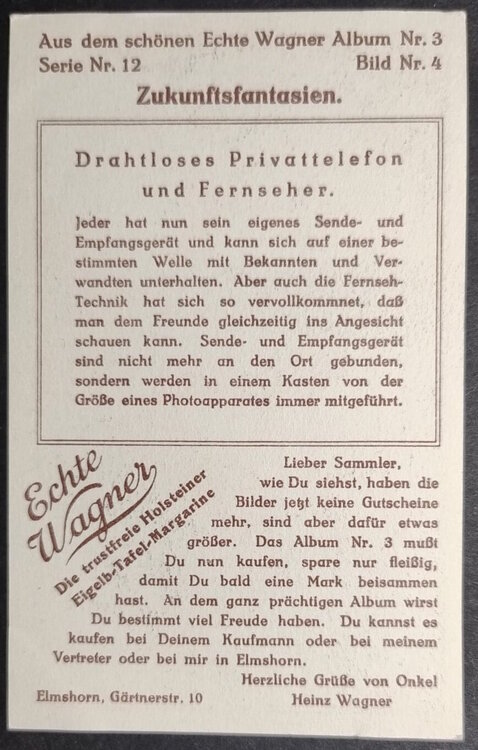 Aus dem schönen Echte Wagner Album Nr. 3
Serie Nr. 12 Bild Nr. 4
Zukunftsfantasien.
Drahtloses Privattelefon
und Fernseher.
Jeder hat nun sein eigenes Sende- und
Empfangsgerät und kann sich auf einer be-
stimmten Welle mit Bekannten und Ver-
wandten unterhalten. Aber auch die Fernseh-
Technik hat sich so vervollkommnet, daß
man dem Freunde gleichzeitig ins Angesicht
schauen kann. Sende- und Empfangsgerät
sind nicht mehr an den Ort gebunden,
sondern werden in einem Kasten von der
Größe eines Photoapparates immer mitgeführt.
Echte
Wagner
Die trustfreie Holsteiner
Eigelb-Tafel-Margarine
Lieber Sammler,
wie Du siehst, haben die
Bilder jetzt keine Gutscheine
mehr, sind aber dafür etwas
größer. Das Album Nr. 3 mußt
Du nun kaufen, spare nur fleißig,
damit Du bald eine Mark beisammen
hast. An dem ganz prächtigen Album wirst
Du bestimmt viel Freude haben. Du kannst es
kaufen bei Deinem Kaufmann oder bei meinem
Vertreter oder bei mir in Elmshorn.
Herzliche Grüße von Onkel
Elmshorn, Gärtnerstr. 10 Heinz Wagner